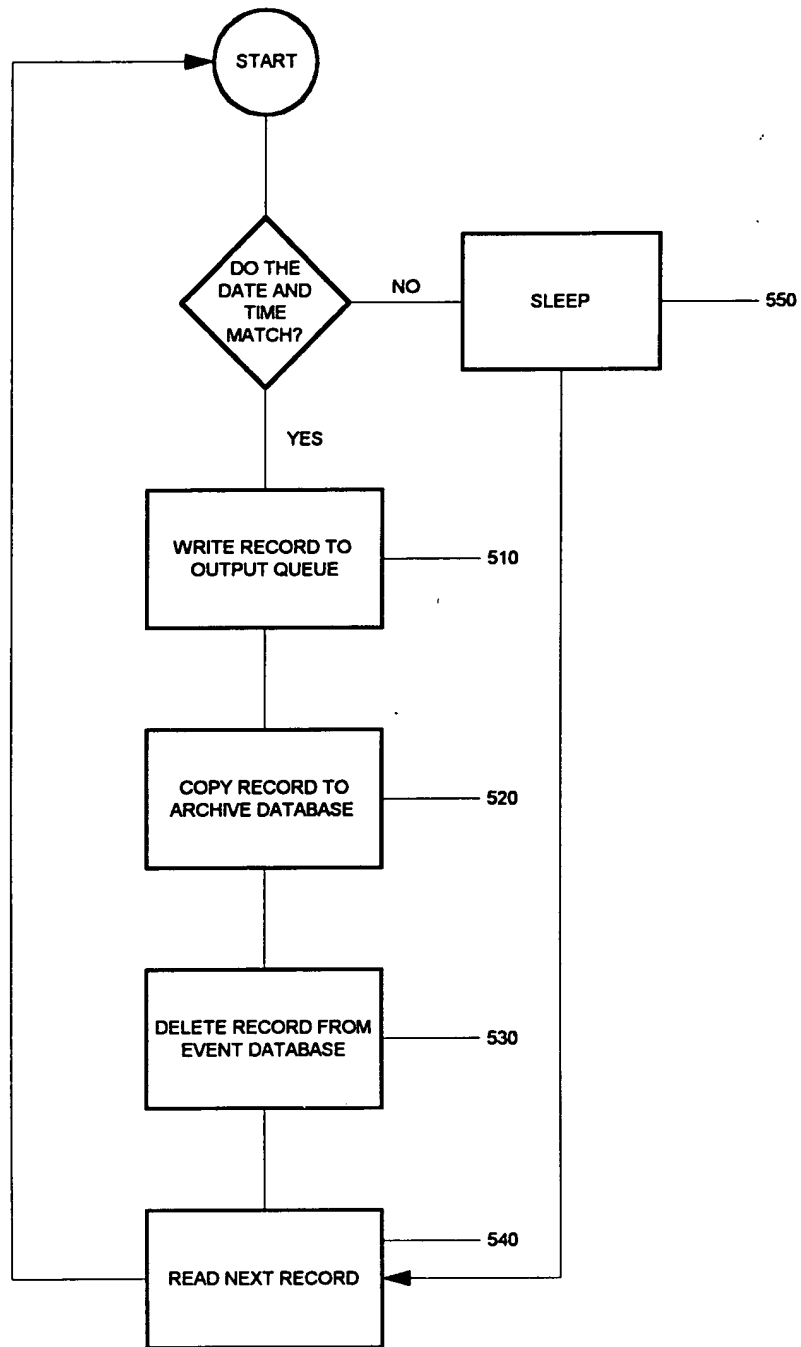 START
DO THE
DATE AND
TIME
MATCH?
NO
SLEEP
550
YES
WRITE RECORD TO
OUTPUT QUEUE
510
COPY RECORD TO
ARCHIVE DATABASE
520
DELETE RECORD FROM
EVENT DATABASE
530
READ NEXT RECORD
540